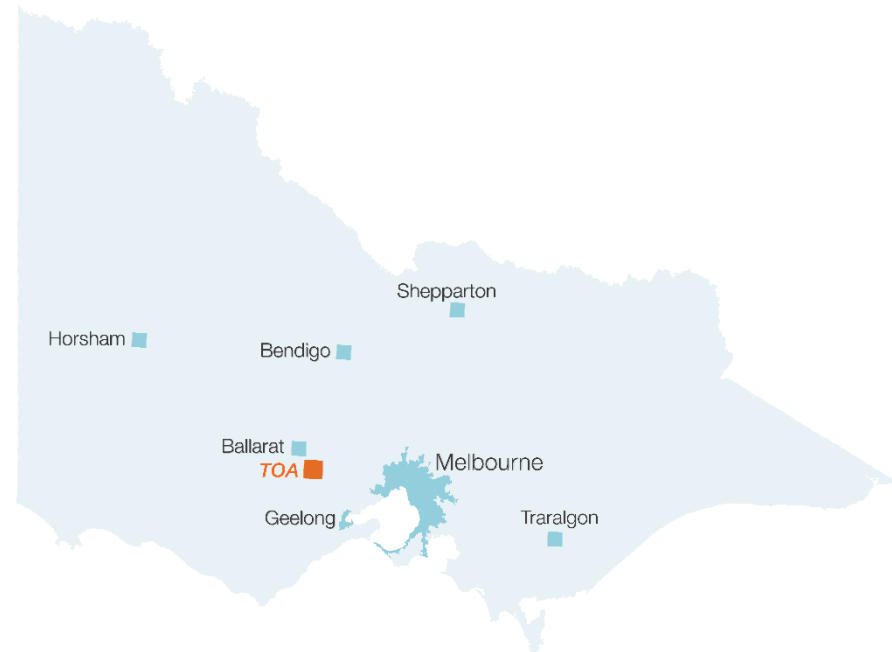 Shepparton
Horsham
Bendigo
Ballarat
TOA
Melbourne
Geelong
Traralgon